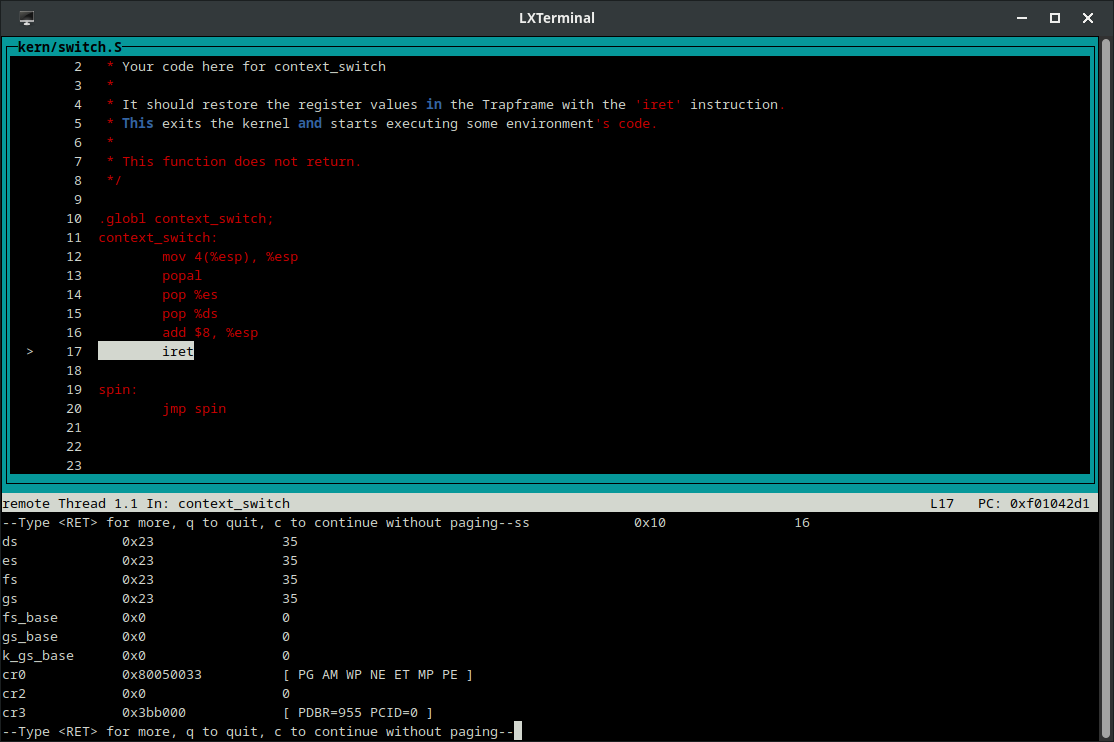 LXTerminal
kern/switch.S
2 * Your code here for context_switch
3 *
4 * It should restore the register values in the Trapframe with the 'iret' instruction.
5 * This exits the kernel and starts executing some environment's code.
6 *
7 * This function does not return.
8 */
9
10 .globl context_switch;
11 context_switch:
12 mov 4(%esp), %esp
13 popal
14 pop %es
15 pop %ds
16 add $8, %esp
> 17 iret
18
19 spin:
20 jmp spin
21
22
23
remote Thread 1.1 In: context_switch L17 PC: 0xf01042d1
--Type <RET> for more, q to quit, c to continue without paging--ss 0x10 16
ds 0x23 35
es 0x23 35
fs 0x23 35
gs 0x23 35
fs_base 0x0 0
gs_base 0x0 0
k_gs_base 0x0 0
cr0 0x80050033 [ PG AM WP NE ET MP PE ]
cr2 0x0 0
cr3 0x3bb000 [ PDBR=955 PCID=0 ]
--Type <RET> for more, q to quit, c to continue without paging--